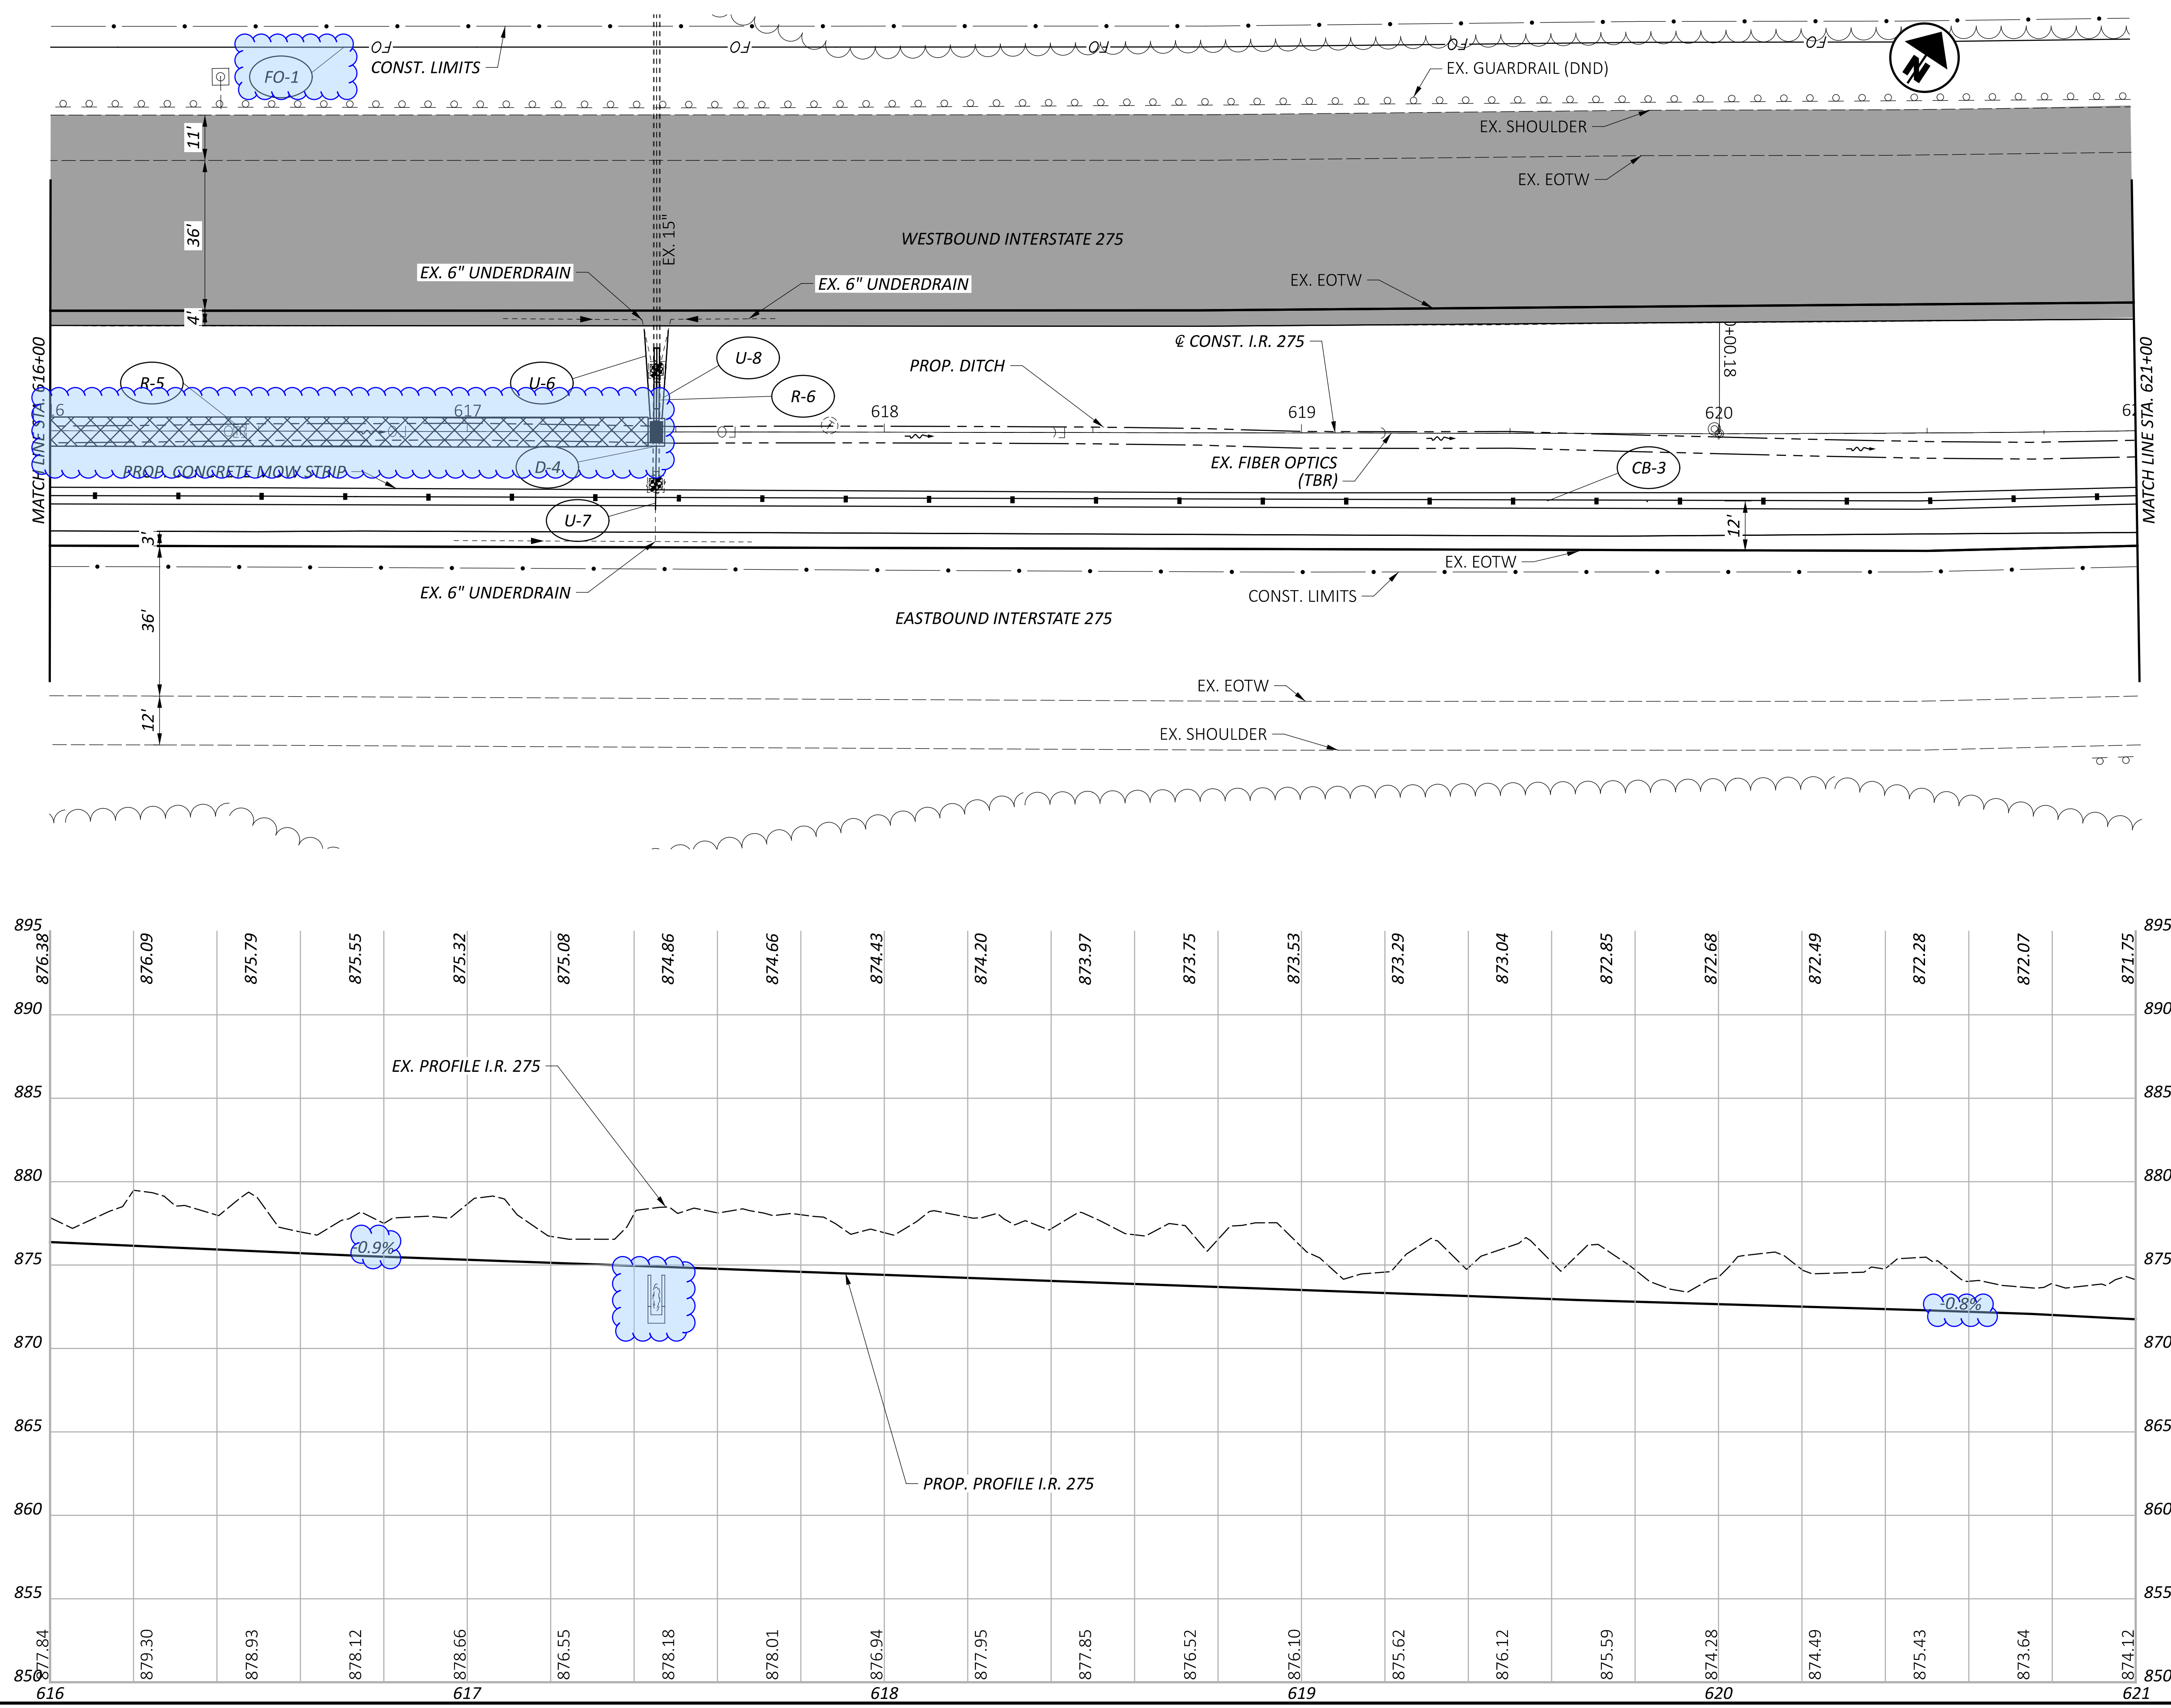 FO
FO
FO
FO
FO
FO-1
CONST. LIMITS
EX. GUARDRAIL (DND)
N
11'
EX. SHOULDER
EX. EOTW
36'
EX. 15"
WESTBOUND INTERSTATE 275
EX. 6" UNDERDRAIN
EX. 6" UNDERDRAIN
EX. EOTW
4'
MATCH LINE STA. 616+00
MATCH LINE STA. 621+00
℄ CONST. I.R. 275
0+00.18
R-5
U-6
U-8
R-6
PROP. DITCH
617
618
619
620
PROP. CONCRETE MOW STRIP
D-4
EX. FIBER OPTICS
(TBR)
CB-3
U-7
3'
12'
EX. EOTW
EX. 6" UNDERDRAIN
CONST. LIMITS
36'
EASTBOUND INTERSTATE 275
EX. EOTW
12'
EX. SHOULDER
895
876.38
876.09
875.79
875.55
875.32
875.08
874.86
874.66
874.43
874.20
873.97
873.75
873.53
873.29
873.04
872.85
872.68
872.49
872.28
872.07
871.75
895
890
890
EX. PROFILE I.R. 275
885
885
880
880
-0.9%
875
875
-0.8%
870
870
865
865
PROP. PROFILE I.R. 275
860
860
855
855
877.84
879.30
878.93
878.12
878.66
876.55
878.18
878.01
876.94
877.95
877.85
876.52
876.10
875.62
876.12
875.59
874.28
874.49
875.43
873.64
874.12
850
850
616
617
618
619
620
621